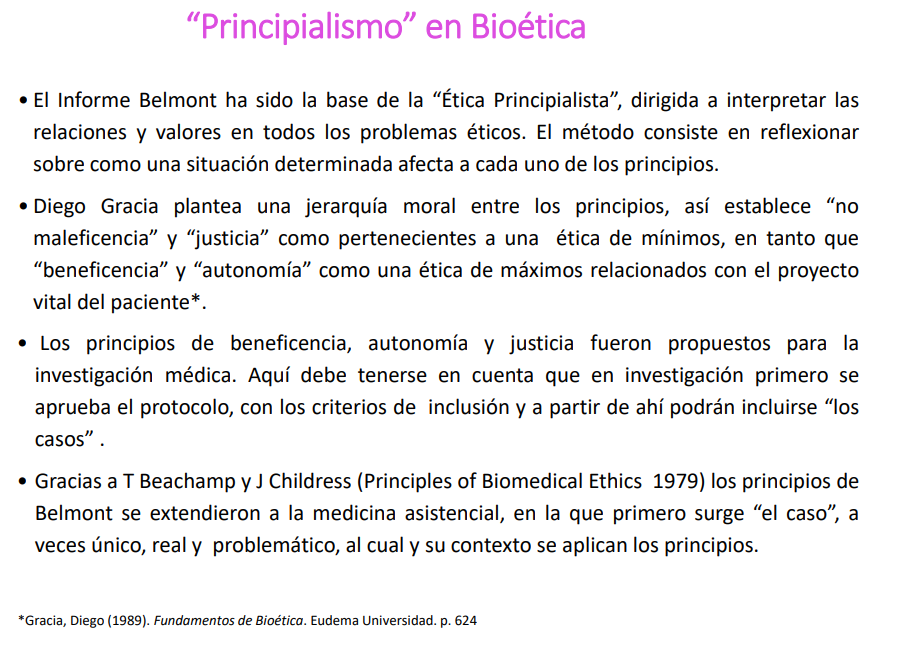 “Principialismo” en Bioética
• El Informe Belmont ha sido la base de la “Ética Principialista”, dirigida a interpretar las
relaciones y valores en todos los problemas éticos. El método consiste en reflexionar
sobre como una situación determinada afecta a cada uno de los principios.
• Diego Gracia plantea una jerarquía moral entre los principios, así establece “no
maleficencia” y “justicia” como pertenecientes a una ética de mínimos, en tanto que
“beneficencia” y “autonomía” como una ética de máximos relacionados con el proyecto
vital del paciente*.
• Los principios de beneficencia, autonomía y justicia fueron propuestos para la
investigación médica. Aquí debe tenerse en cuenta que en investigación primero se
aprueba el protocolo, con los criterios de inclusión y a partir de ahí podrán incluirse “los
casos” .
• Gracias a T Beachamp y J Childress (Principles of Biomedical Ethics 1979) los principios de
Belmont se extendieron a la medicina asistencial, en la que primero surge “el caso”, a
veces único, real y problemático, al cual y su contexto se aplican los principios.
*Gracia, Diego (1989). Fundamentos de Bioética. Eudema Universidad. p. 624